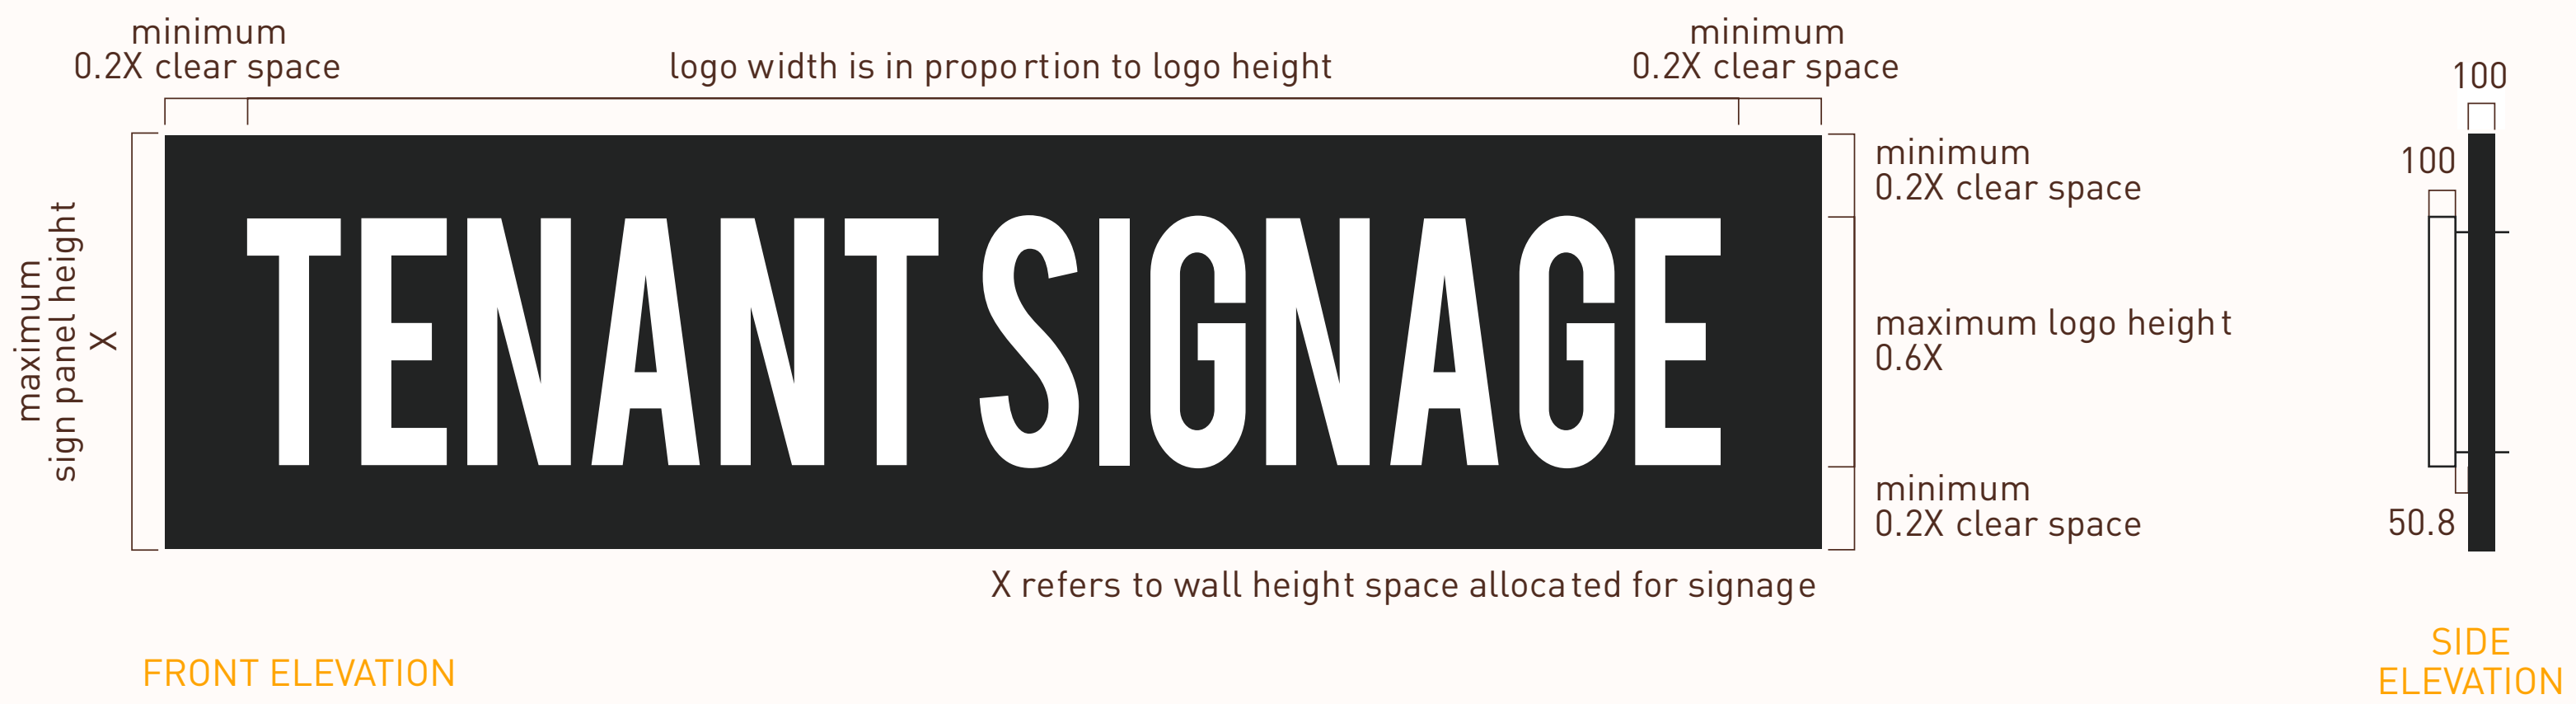 minimum
0.2X clear space
logo width is in proportion to logo height
minimum
0.2X clear space
100
100
maximum
sign panel height
X
TENANT SIGNAGE
minimum
0.2X clear space
maximum logo height
0.6X
minimum
0.2X clear space
50.8
X refers to wall height space allocated for signage
FRONT ELEVATION
SIDE
ELEVATION